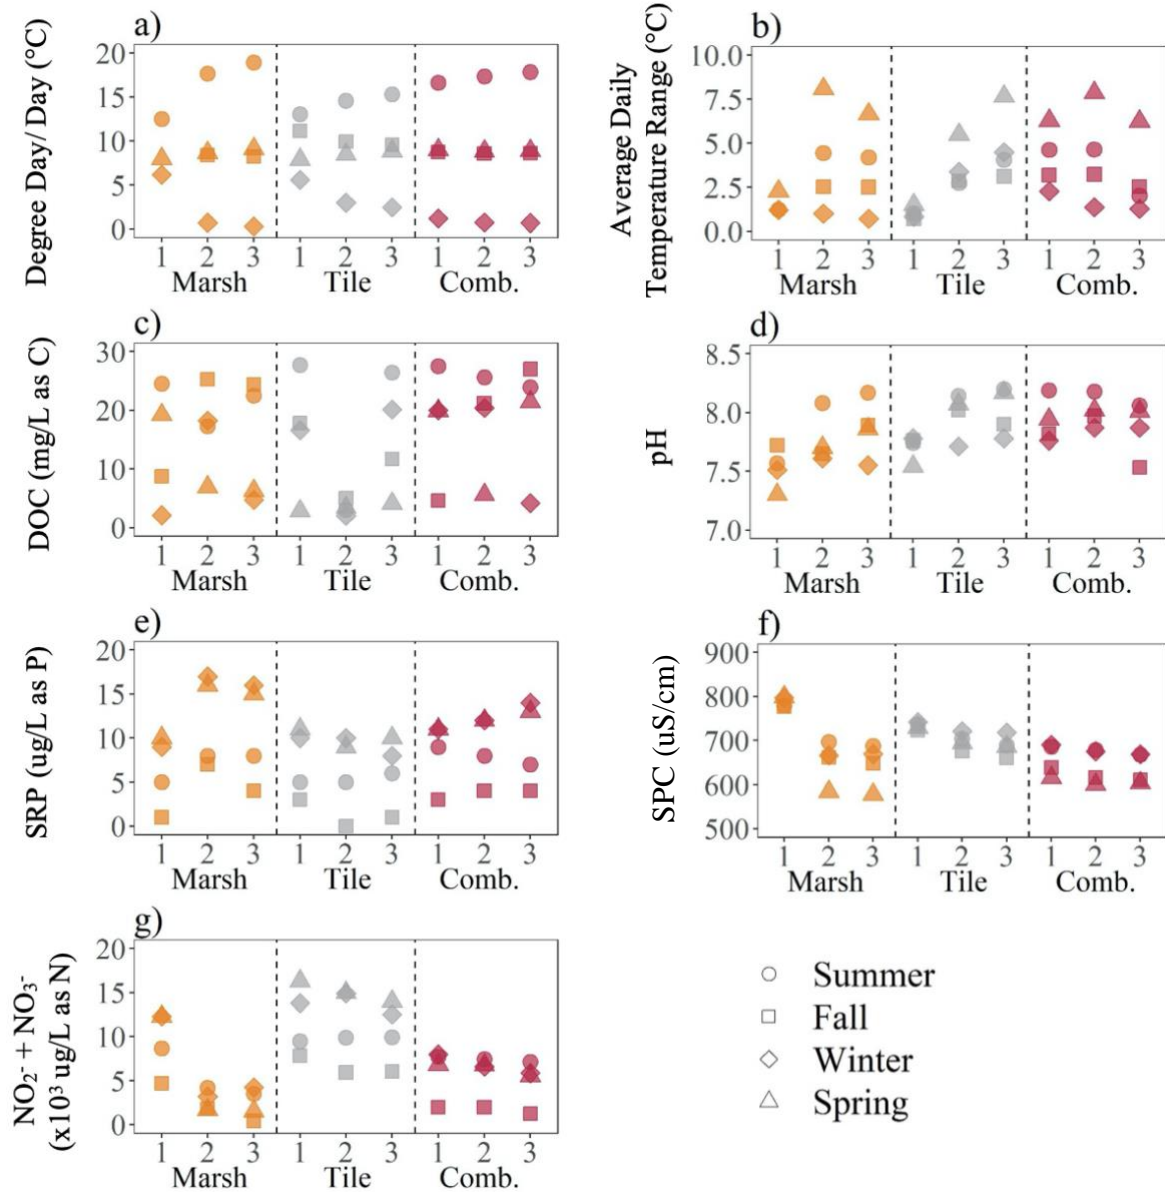 a)
Degree Day/ Day (°C)
20
15
10
5
0
1 2 3 1 2 3 1 2 3
Marsh Tile Comb.
b)
Average Daily
Temperature Range (°C)
10.0
7.5
5.0
2.5
0.0
1 2 3 1 2 3 1 2 3
Marsh Tile Comb.
c)
DOC (mg/L as C)
30
20
10
0
1 2 3 1 2 3 1 2 3
Marsh Tile Comb.
d)
pH
8.5
8.0
7.5
7.0
1 2 3 1 2 3 1 2 3
Marsh Tile Comb.
e)
SRP (ug/L as P)
20
15
10
5
0
1 2 3 1 2 3 1 2 3
Marsh Tile Comb.
f)
SPC (uS/cm)
900
800
700
600
500
1 2 3 1 2 3 1 2 3
Marsh Tile Comb.
g)
NO₂⁻ + NO₃⁻
(x10³ ug/L as N)
20
15
10
5
0
1 2 3 1 2 3 1 2 3
Marsh Tile Comb.
Summer
Fall
Winter
Spring